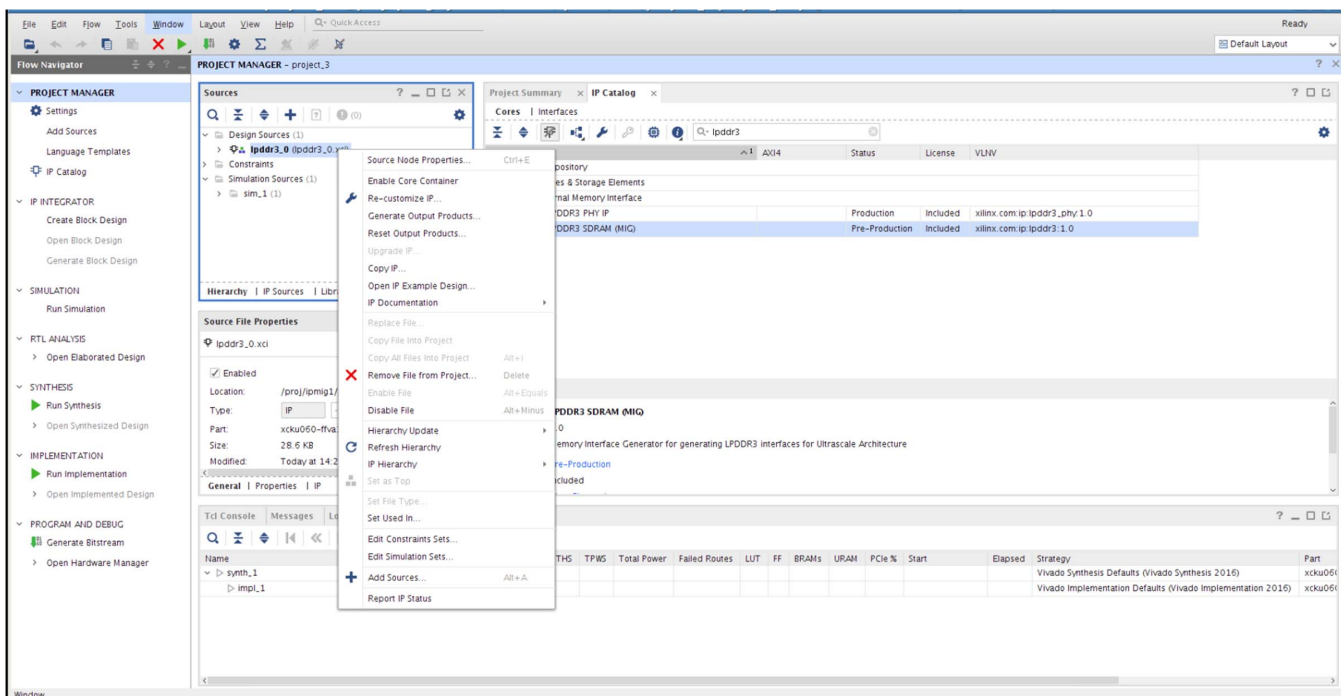 File Edit Flow Tools Window Layout View Help Q- Quick Access Ready
Default Layout
Flow Navigator ? _ PROJECT MANAGER - project_3 ? ×
PROJECT MANAGER
Settings
Add Sources
Language Templates
IP Catalog
IP INTEGRATOR
Create Block Design
Open Block Design
Generate Block Design
SIMULATION
Run Simulation
RTL ANALYSIS
Open Elaborated Design
SYNTHESIS
Run Synthesis
Open Synthesized Design
IMPLEMENTATION
Run Implementation
Open Implemented Design
PROGRAM AND DEBUG
Generate Bitstream
Open Hardware Manager
Sources
(0)
Design Sources (1)
lpddr3_0 (lpddr3_0.xci)
Constraints
Simulation Sources (1)
sim_1 (1)
Hierarchy | IP Sources | Libr
Source File Properties
lpddr3_0.xci
Enabled
Location: /proj/ipmig1/
Type: IP
Part: xcku060-ffva
Size: 28.6 KB
Modified: Today at 14:2
General | Properties | IP
Source Node Properties... Ctrl+E
Enable Core Container
Re-customize IP...
Generate Output Products...
Reset Output Products...
Upgrade IP...
Copy IP...
Open IP Example Design...
IP Documentation
Replace File...
Copy File Into Project
Copy All Files Into Project Alt+I
Remove File from Project... Delete
Enable File Alt+Equals
Disable File Alt+Minus
Hierarchy Update
Refresh Hierarchy
IP Hierarchy
Set as Top
Set File Type...
Set Used In...
Edit Constraints Sets...
Edit Simulation Sets...
Add Sources... Alt+A
Report IP Status
Project Summary × IP Catalog ×
Cores | Interfaces
Q- lpddr3
1 AXI4 Status License VLNV
pository
es & Storage Elements
rnal Memory Interface
PDDR3 PHY IP Production Included xilinx.com:ip:lpddr3_phy:1.0
PDDR3 SDRAM (MIG) Pre-Production Included xilinx.com:ip:lpddr3:1.0
PDDR3 SDRAM (MIG)
.0
emory Interface Generator for generating LPDDR3 interfaces for Ultrascale Architecture
re-Production
cluded
Tcl Console Messages Lo
Name THS TPWS Total Power Failed Routes LUT FF BRAMs URAM PCIe % Start Elapsed Strategy Part
synth_1 Vivado Synthesis Defaults (Vivado Synthesis 2016) xcku06
impl_1 Vivado Implementation Defaults (Vivado Implementation 2016) xcku06
Window